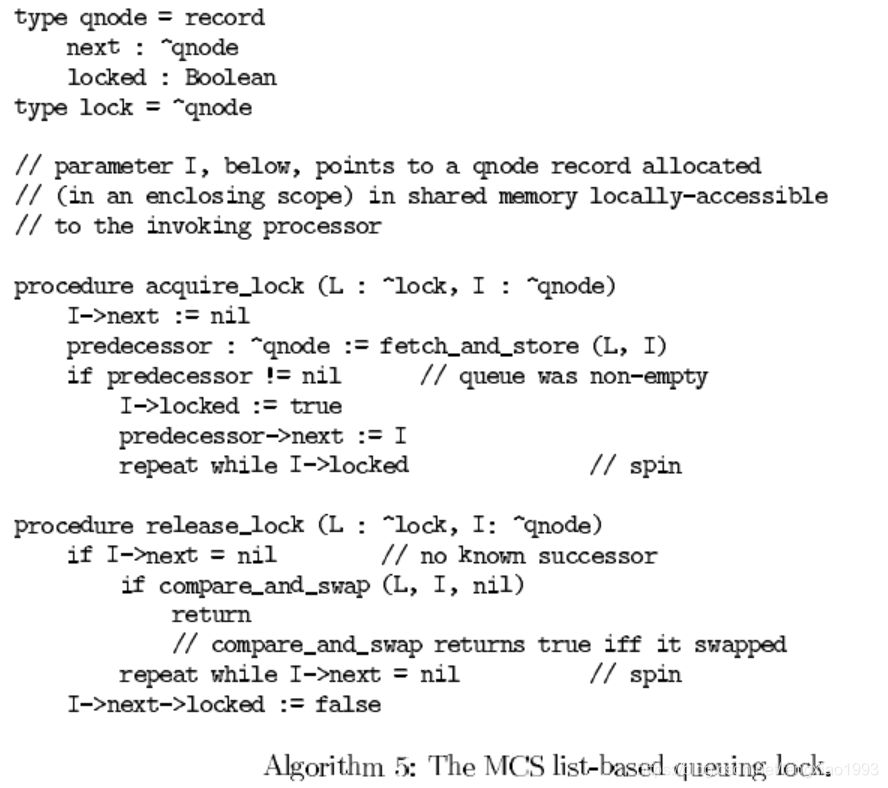 type qnode = record
    next : ^qnode
    locked : Boolean
type lock = ^qnode
// parameter I, below, points to a qnode record allocated
// (in an enclosing scope) in shared memory locally-accessible
// to the invoking processor
procedure acquire_lock (L : ^lock, I : ^qnode)
    I->next := nil
    predecessor : ^qnode := fetch_and_store (L, I)
    if predecessor != nil      // queue was non-empty
        I->locked := true
        predecessor->next := I
        repeat while I->locked              // spin
procedure release_lock (L : ^lock, I: ^qnode)
    if I->next = nil        // no known successor
        if compare_and_swap (L, I, nil)
            return
            // compare_and_swap returns true iff it swapped
        repeat while I->next = nil          // spin
    I->next->locked := false
Algorithm 5: The MCS list-based queuing lock.